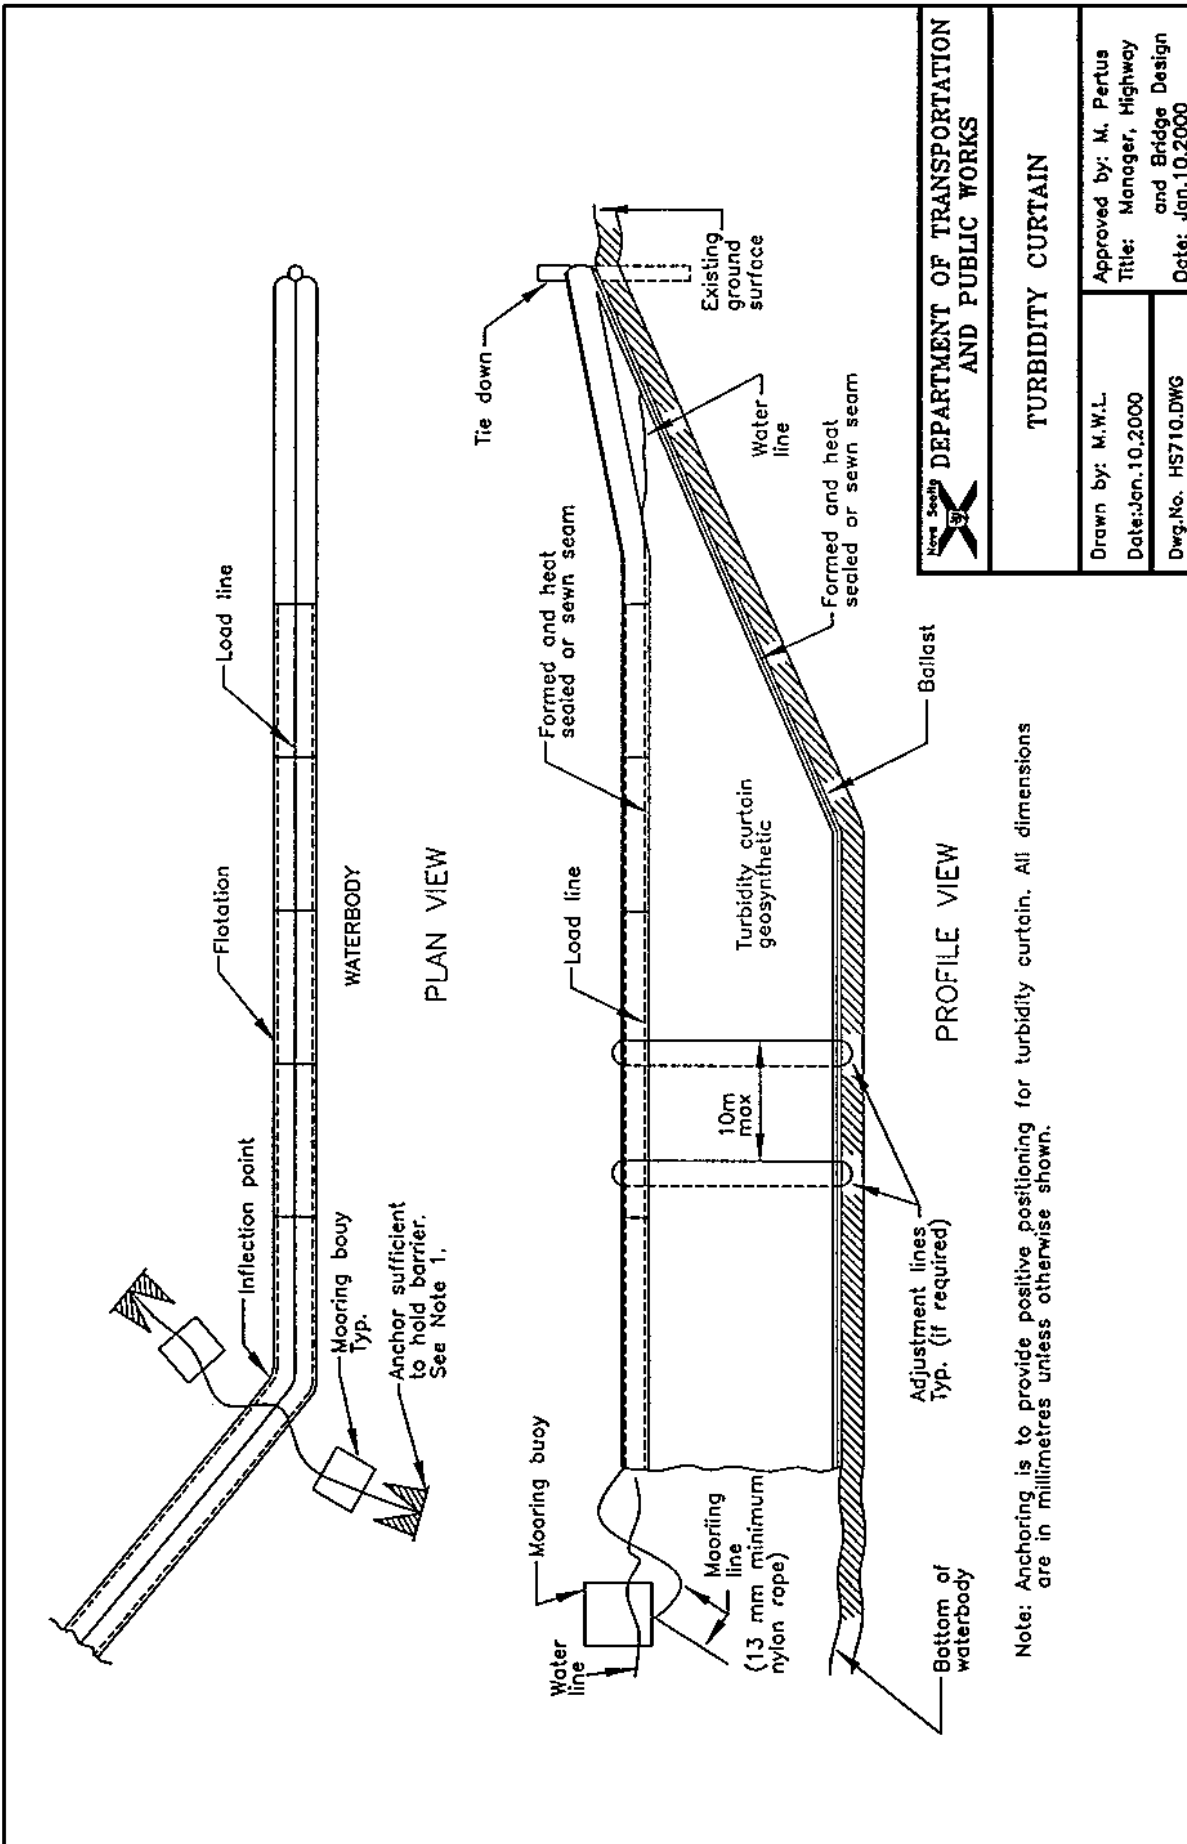 Load line
Flotation
Inflection point
WATERBODY
Mooring bouy
Typ.
Anchor sufficient
to hold barrier.
See Note 1.
PLAN VIEW
Tie down
Formed and heat
sealed or sewn seam
Load line
Mooring buoy
Water
line
Mooriing
line
(13 mm minimum
nylon rope)
10m
max
Turbidity curtain
geosynthetic
Existing
ground
surface
Water
line
Formed and heat
sealed or sewn seam
Ballast
Adjustment lines
Typ. (if required)
Bottom of
waterbody
PROFILE VIEW
Note: Anchoring is to provide positive positioning for turbidity curtain. All dimensions
are in millimetres unless otherwise shown.
Nova Scotia
DEPARTMENT OF TRANSPORTATION
AND PUBLIC WORKS
TURBIDITY CURTAIN
Drawn by: M.W.L.
Date:Jan.10,2000
Dwg.No. HS710.DWG
Approved by: M. Pertus
Title: Manager, Highway
and Bridge Design
Date: Jan.10,2000